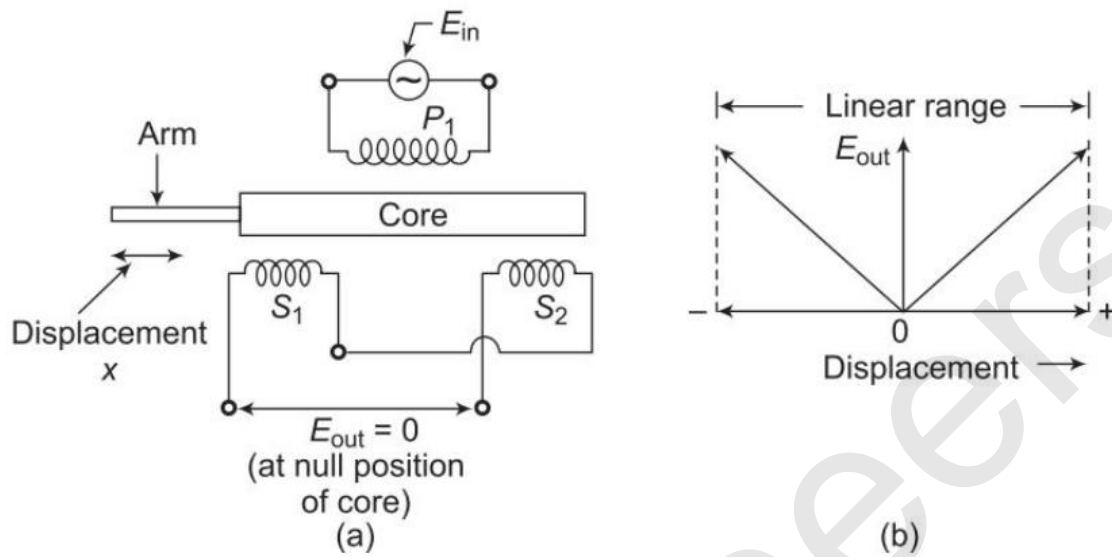 E_in
P_1
Arm
Core
S_1
S_2
Displacement
x
E_out = 0
(at null position
of core)
(a)
Linear range
E_out
− 0 +
Displacement
(b)
eers